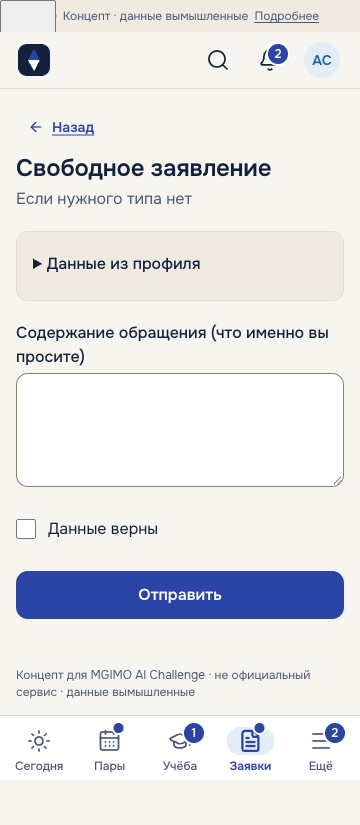 Концепт · данные вымышленные Подробнее
2
АС
Назад
Свободное заявление
Если нужного типа нет
Данные из профиля
Содержание обращения (что именно вы
просите)
Данные верны
Отправить
Концепт для MGIMO AI Challenge · не официальный
сервис · данные вымышленные
1
2
Сегодня Пары Учёба Заявки Ещё